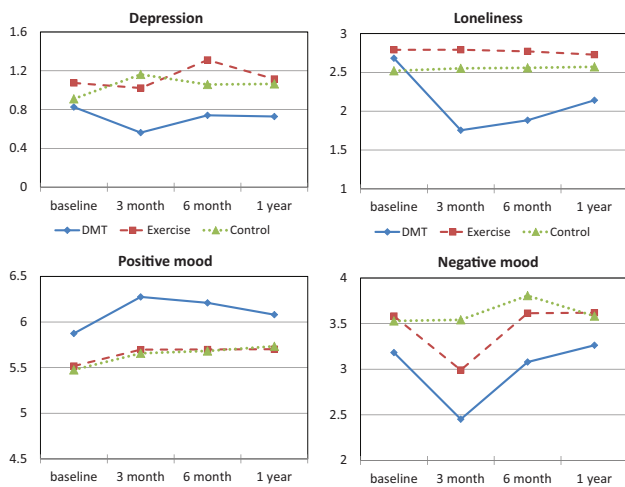 Depression
1.6
1.2
0.8
0.4
0
baseline 3 month 6 month 1 year
DMT Exercise Control
Loneliness
3
2.5
2
1.5
1
baseline 3 month 6 month 1 year
DMT Exercise Control
Positive mood
6.5
6
5.5
5
4.5
baseline 3 month 6 month 1 year
Negative mood
4
3.5
3
2.5
2
baseline 3 month 6 month 1 year